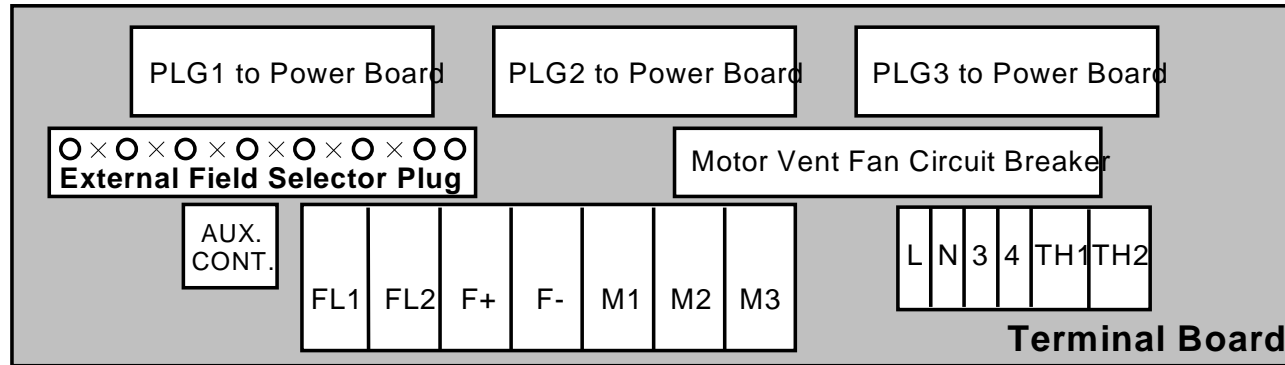 PLG1 to Power Board
PLG2 to Power Board
PLG3 to Power Board
External Field Selector Plug
Motor Vent Fan Circuit Breaker
AUX.
CONT.
FL1 FL2 F+ F- M1 M2 M3
L N 3 4 TH1 TH2
Terminal Board